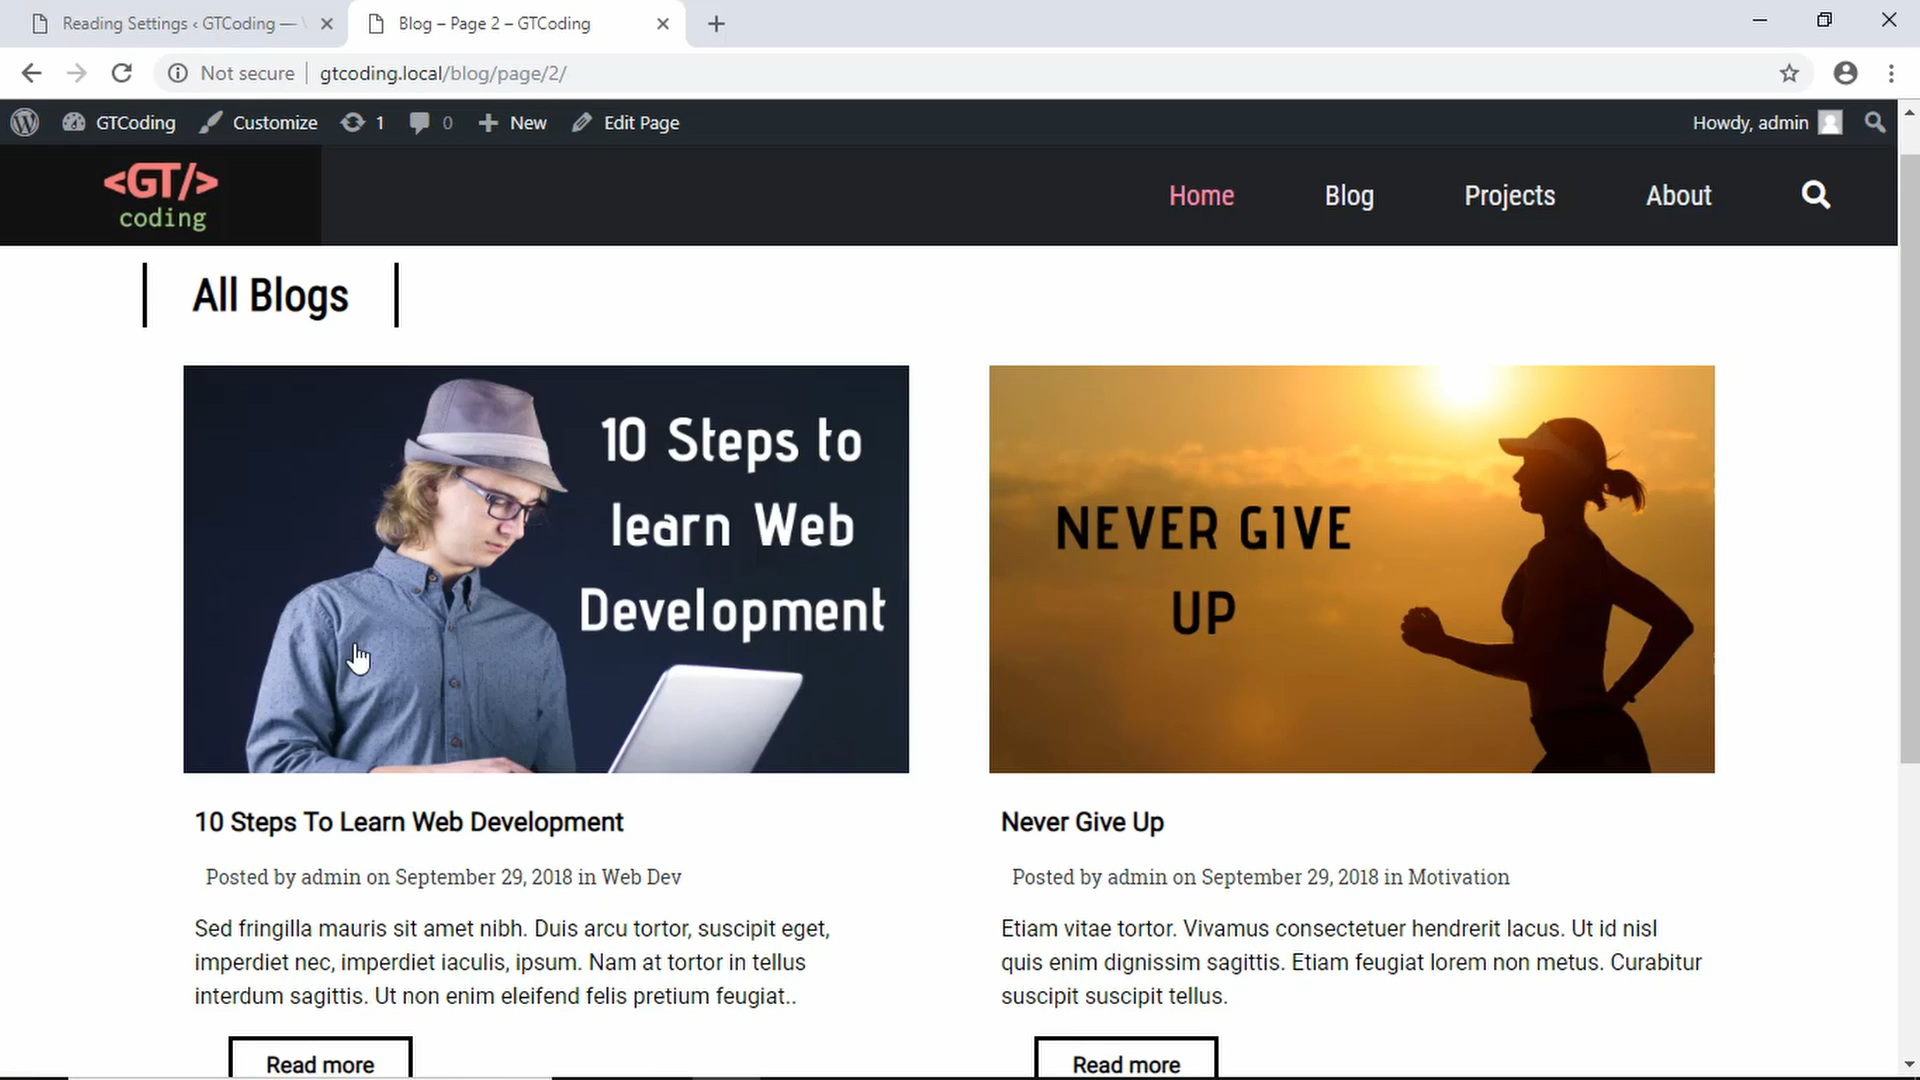 Reading Settings ‹ GTCoding —
Blog – Page 2 – GTCoding
Not secure
gtcoding.local/blog/page/2/
GTCoding
Customize
1
0
New
Edit Page
Howdy, admin
<GT/>
coding
Home
Blog
Projects
About
All Blogs
10 Steps to
learn Web
Development
NEVER GIVE
UP
10 Steps To Learn Web Development
Never Give Up
Posted by admin on September 29, 2018 in Web Dev
Posted by admin on September 29, 2018 in Motivation
Sed fringilla mauris sit amet nibh. Duis arcu tortor, suscipit eget,
imperdiet nec, imperdiet iaculis, ipsum. Nam at tortor in tellus
interdum sagittis. Ut non enim eleifend felis pretium feugiat..
Etiam vitae tortor. Vivamus consectetuer hendrerit lacus. Ut id nisl
quis enim dignissim sagittis. Etiam feugiat lorem non metus. Curabitur
suscipit suscipit tellus.
Read more
Read more